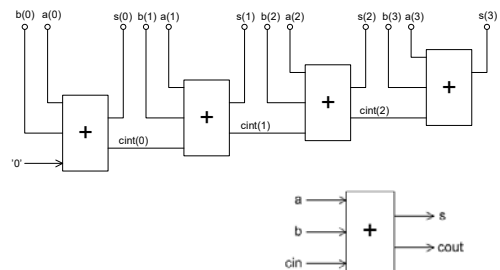 b(0) a(0) s(0) b(1) a(1) s(1) b(2) a(2) s(2) b(3) a(3) s(3)
+ + + +
cint(0) cint(1) cint(2)
'0'
a
b
cin
+
s
cout